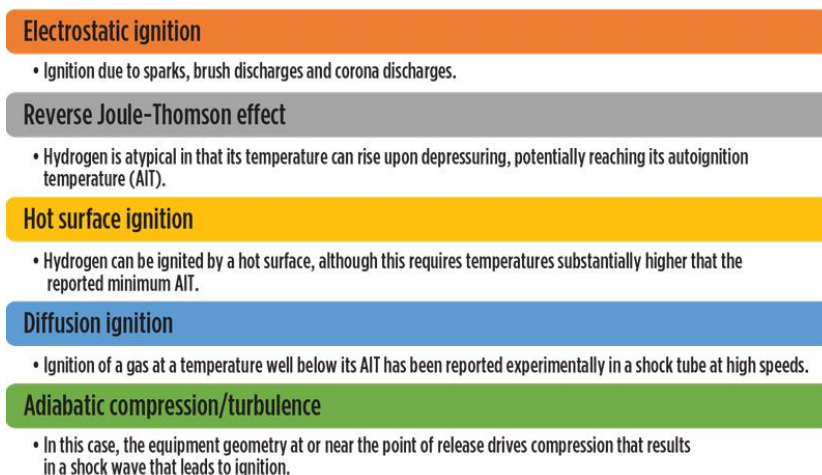 Electrostatic ignition
• Ignition due to sparks, brush discharges and corona discharges.
Reverse Joule-Thomson effect
• Hydrogen is atypical in that its temperature can rise upon depressuring, potentially reaching its autoignition
temperature (AIT).
Hot surface ignition
• Hydrogen can be ignited by a hot surface, although this requires temperatures substantially higher that the
reported minimum AIT.
Diffusion ignition
• Ignition of a gas at a temperature well below its AIT has been reported experimentally in a shock tube at high speeds.
Adiabatic compression/turbulence
• In this case, the equipment geometry at or near the point of release drives compression that results
in a shock wave that leads to ignition.